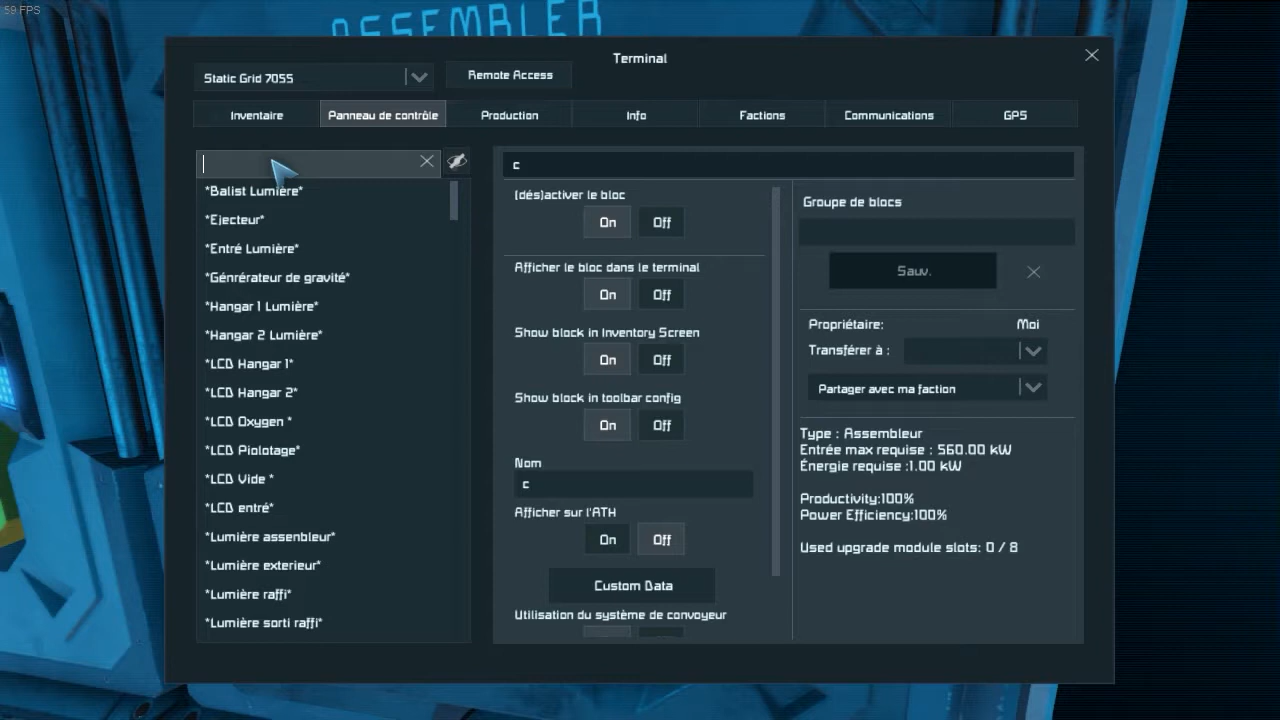 59 FPS
ASSEMBLER
Terminal
Static Grid 7055
Remote Access
Inventaire
Panneau de contrôle
Production
Info
Factions
Communications
GPS
*Balist Lumière*
*Ejecteur*
*Entré Lumière*
*Génrérateur de gravité*
*Hangar 1 Lumière*
*Hangar 2 Lumière*
*LCD Hangar 1*
*LCD Hangar 2*
*LCD Oxygen *
*LCD Piolotage*
*LCD Vide *
*LCD entré*
*Lumière assenbleur*
*Lumière exterieur*
*Lumière raffi*
*Lumière sorti raffi*
c
(dés)activer le bloc
On Off
Afficher le bloc dans le terminal
On Off
Show block in Inventory Screen
On Off
Show block in toolbar config
On Off
Nom
c
Afficher sur l'ATH
On Off
Custom Data
Utilisation du système de convoyeur
Groupe de blocs
Sauv.
Propriétaire: Moi
Transférer à :
Partager avec ma faction
Type : Assembleur
Entrée max requise : 560.00 kW
Énergie requise :1.00 kW
Productivity:100%
Power Efficiency:100%
Used upgrade module slots: 0 / 8